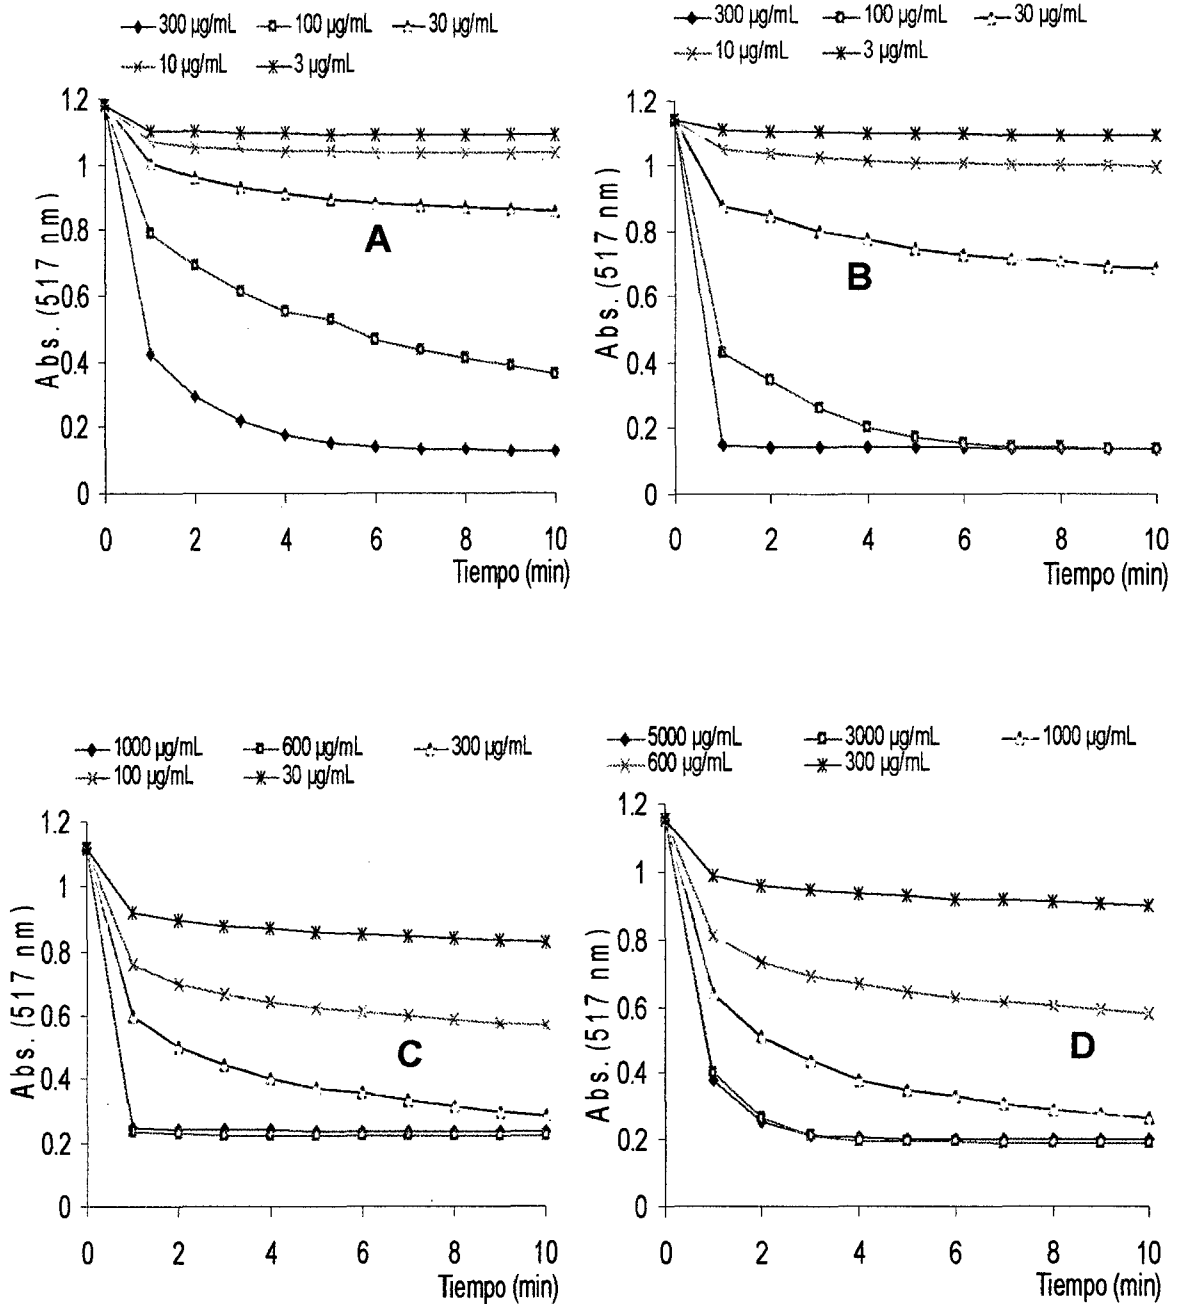 300 µg/mL 100 µg/mL 30 µg/mL
10 µg/mL 3 µg/mL
1.2
1
0.8
0.6
0.4
0.2
0
Abs. (517 nm)
A
0 2 4 6 8 10
Tiempo (min)
300 µg/mL 100 µg/mL 30 µg/mL
10 µg/mL 3 µg/mL
1.2
1
0.8
0.6
0.4
0.2
0
Abs. (517 nm)
B
0 2 4 6 8 10
Tiempo (min)
1000 µg/mL 600 µg/mL 300 µg/mL
100 µg/mL 30 µg/mL
1.2
1
0.8
0.6
0.4
0.2
0
Abs. (517 nm)
C
0 2 4 6 8 10
Tiempo (min)
5000 µg/mL 3000 µg/mL 1000 µg/mL
600 µg/mL 300 µg/mL
1.2
1
0.8
0.6
0.4
0.2
0
Abs. (517 nm)
D
0 2 4 6 8 10
Tiempo (min)